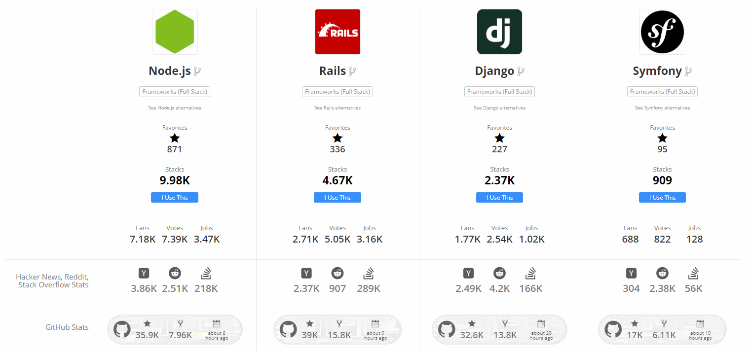 RAILS
dj
sf
Node.js
Rails
Django
Symfony
Frameworks (Full Stack)
Frameworks (Full Stack)
Frameworks (Full Stack)
Frameworks (Full Stack)
See Node.js alternatives
See Rails alternatives
See Django alternatives
See Symfony alternatives
Favorites
Favorites
Favorites
Favorites
871
336
227
95
Stacks
Stacks
Stacks
Stacks
9.98K
4.67K
2.37K
909
I Use This
I Use This
I Use This
I Use This
Fans Votes Jobs
Fans Votes Jobs
Fans Votes Jobs
Fans Votes Jobs
7.18K 7.39K 3.47K
2.71K 5.05K 3.16K
1.77K 2.54K 1.02K
688 822 128
Hacker News, Reddit,
Stack Overflow Stats
Y
Y
Y
Y
3.86K 2.51K 218K
2.37K 907 289K
2.49K 4.2K 166K
304 2.38K 56K
GitHub Stats
35.9K 7.96K about 8
hours ago
39K 15.8K about 9
hours ago
32.6K 13.8K about 20
hours ago
17K 6.11K about 19
hours ago